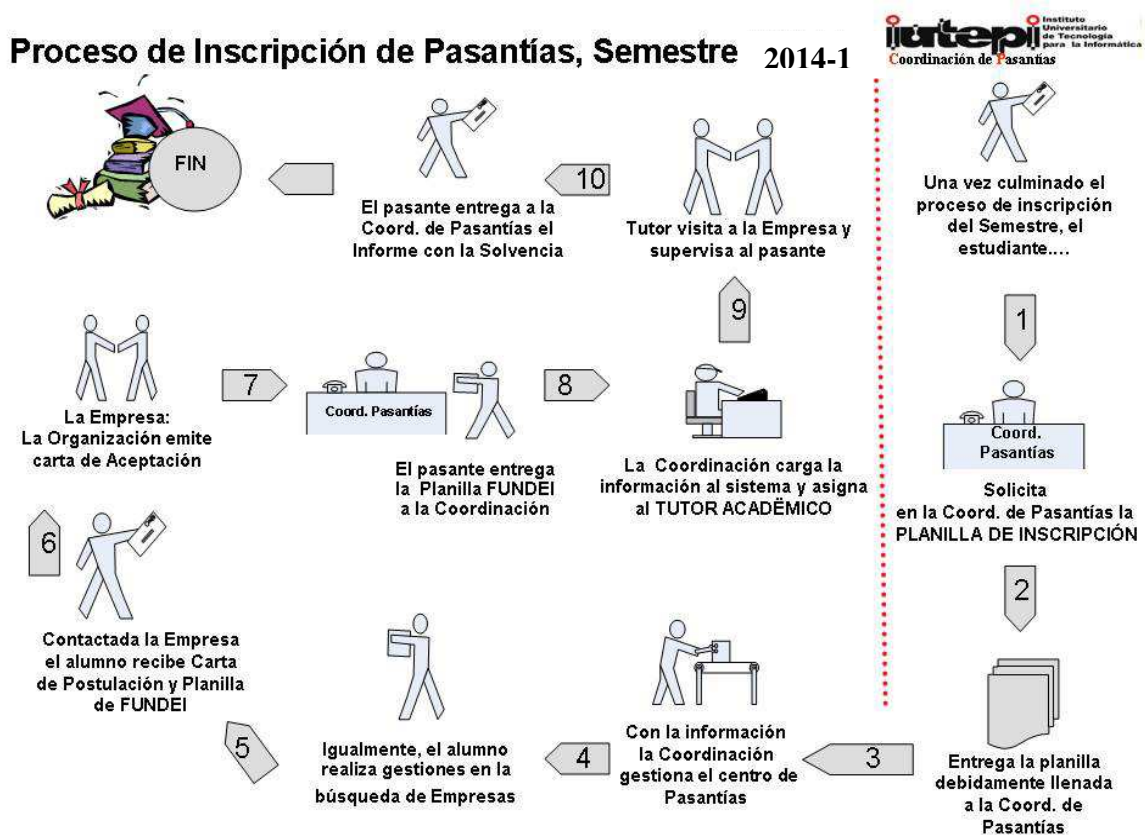 Proceso de Inscripción de Pasantías, Semestre 2014-1
iutepi
Instituto
Universitario
de Tecnología
para la Informática
Coordinación de Pasantías
Una vez culminado el
proceso de inscripción
del Semestre, el
estudiante....
1
Coord.
Pasantías
Solicita
en la Coord. de Pasantías la
PLANILLA DE INSCRIPCIÓN
2
Entrega la planilla
debidamente llenada
a la Coord. de
Pasantías
3
Con la información
la Coordinación
gestiona el centro de
Pasantías
4
Igualmente, el alumno
realiza gestiones en la
búsqueda de Empresas
5
Contactada la Empresa
el alumno recibe Carta
de Postulación y Planilla
de FUNDEI
6
La Empresa:
La Organización emite
carta de Aceptación
7
Coord. Pasantías
El pasante entrega
la Planilla FUNDEI
a la Coordinación
8
La Coordinación carga la
información al sistema y asigna
al TUTOR ACADËMICO
9
Tutor visita a la Empresa y
supervisa al pasante
10
El pasante entrega a la
Coord. de Pasantías el
Informe con la Solvencia
FIN